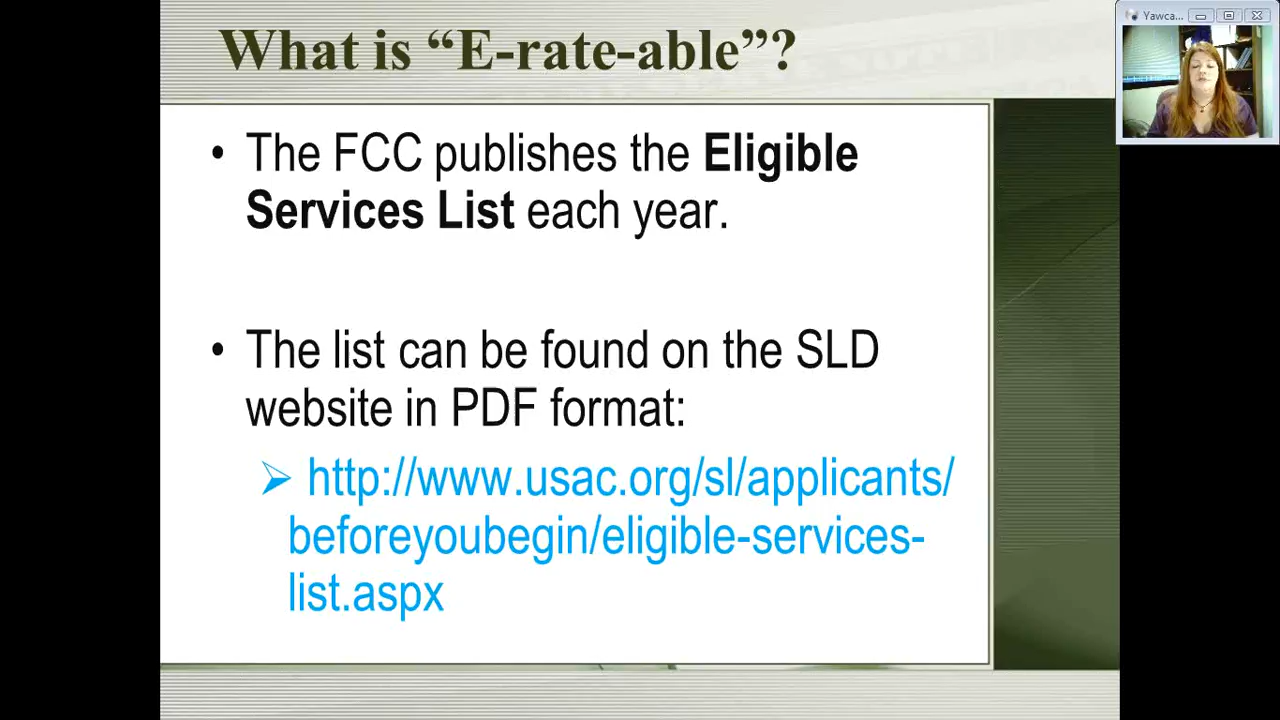 What is “E-rate-able”?
Yawca...
• The FCC publishes the Eligible
Services List each year.
• The list can be found on the SLD
website in PDF format:
➢ http://www.usac.org/sl/applicants/
beforeyoubegin/eligible-services-
list.aspx